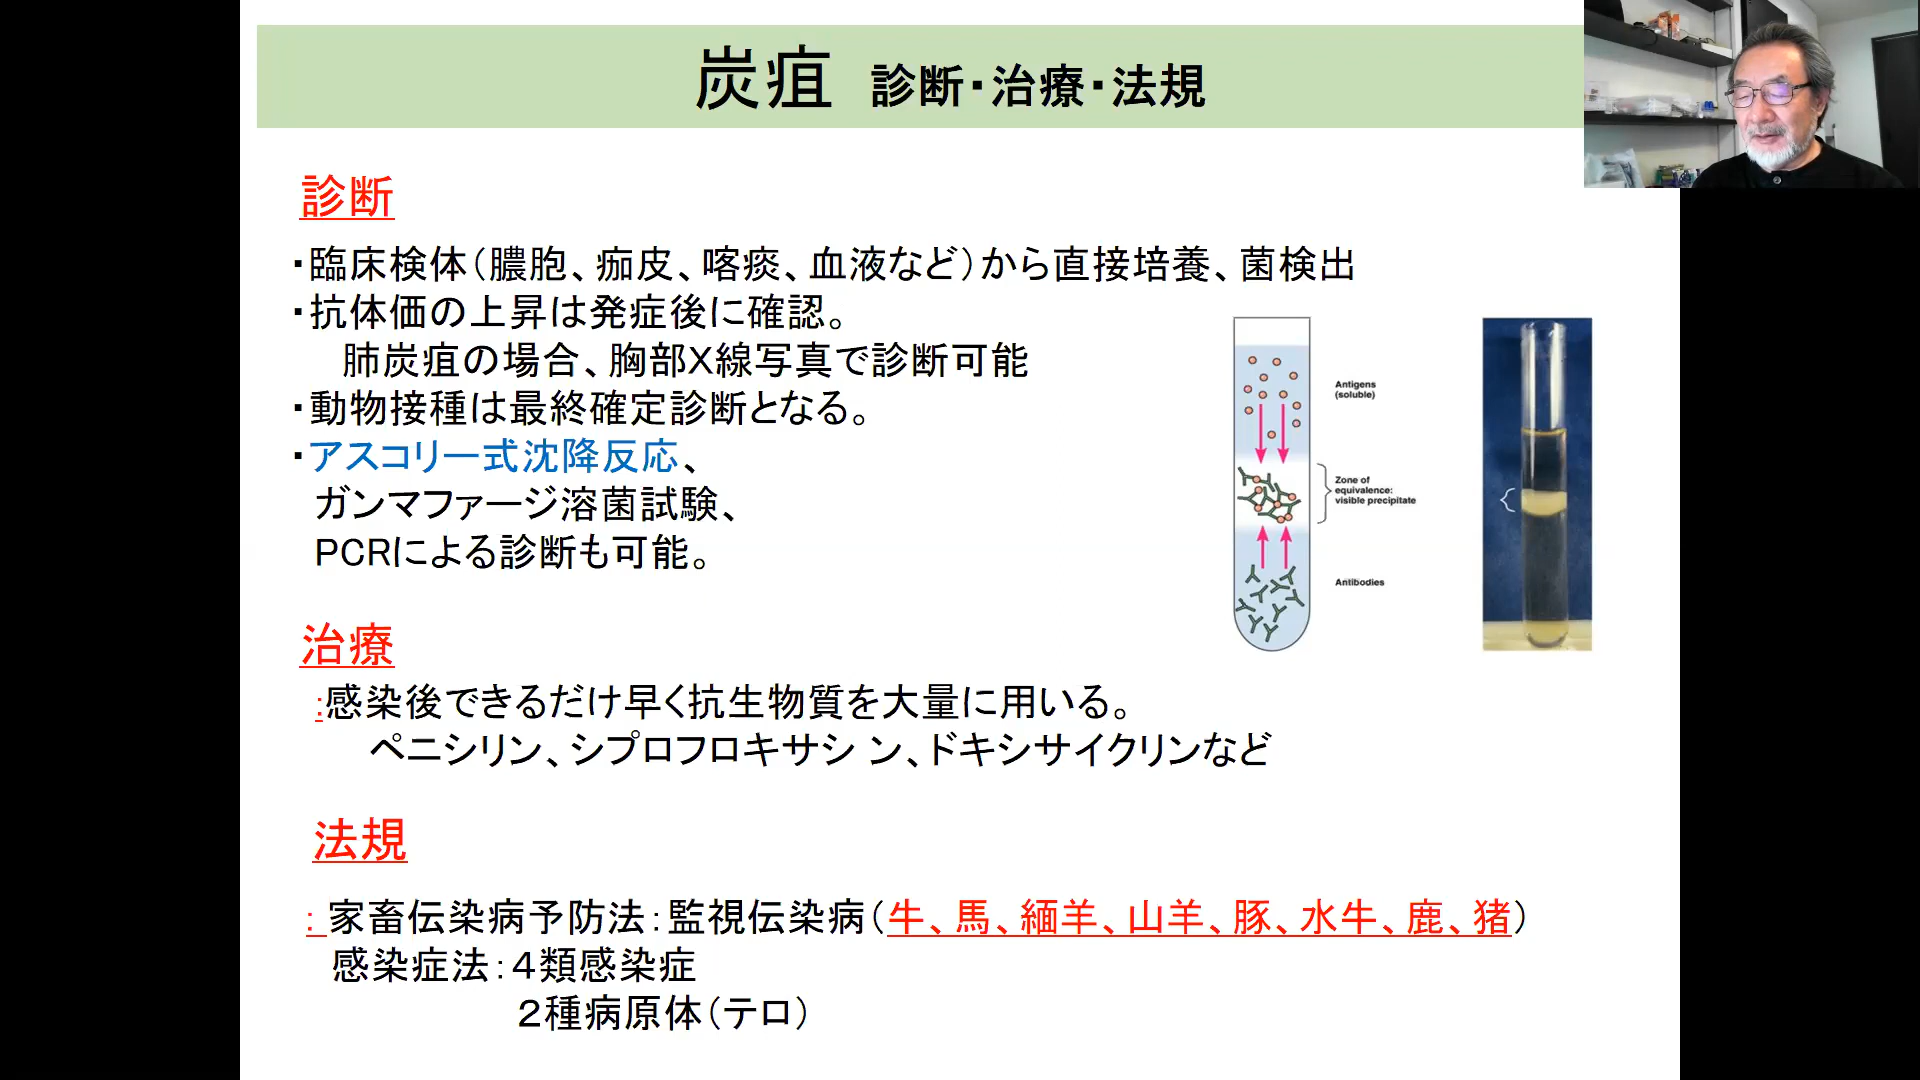 炭疽 診断・治療・法規
診断
・臨床検体（膿胞、痂皮、喀痰、血液など）から直接培養、菌検出
・抗体価の上昇は発症後に確認。
肺炭疽の場合、胸部X線写真で診断可能
・動物接種は最終確定診断となる。
・アスコリー式沈降反応、
ガンマファージ溶菌試験、
PCRによる診断も可能。
Antigens
(soluble)
Zone of
equivalence:
visible precipitate
Antibodies
治療
:感染後できるだけ早く抗生物質を大量に用いる。
ペニシリン、シプロフロキサシ ン、ドキシサイクリンなど
法規
: 家畜伝染病予防法：監視伝染病（牛、馬、緬羊、山羊、豚、水牛、鹿、猪）
感染症法：４類感染症
２種病原体（テロ）